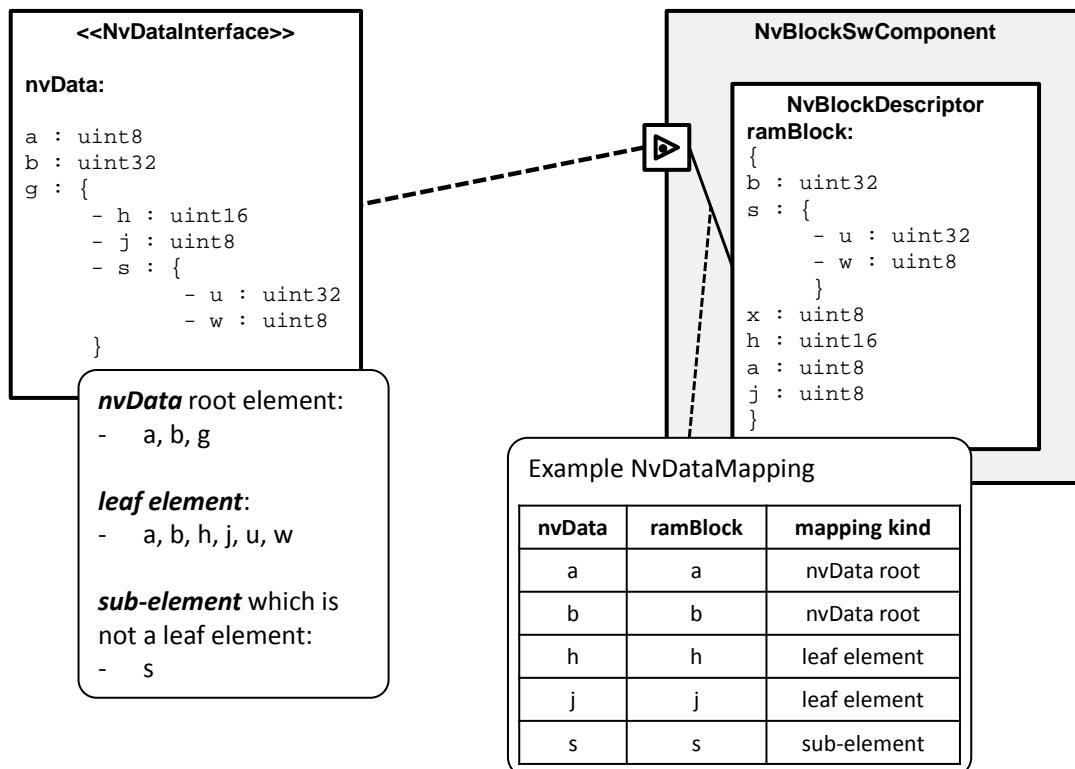 <<NvDataInterface>>
nvData:
a : uint8
b : uint32
g : {
- h : uint16
- j : uint8
- s : {
- u : uint32
- w : uint8
}
nvData root element:
- a, b, g
leaf element:
- a, b, h, j, u, w
sub-element which is
not a leaf element:
- s
NvBlockSwComponent
NvBlockDescriptor
ramBlock:
{
b : uint32
s : {
- u : uint32
- w : uint8
}
x : uint8
h : uint16
a : uint8
j : uint8
}
Example NvDataMapping
nvData ramBlock mapping kind
a a nvData root
b b nvData root
h h leaf element
j j leaf element
s s sub-element